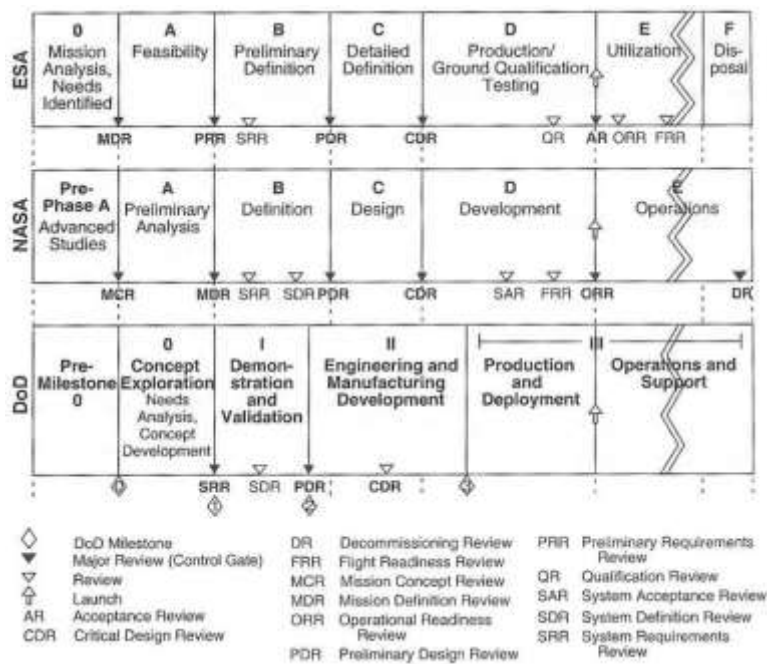 ESA
0
Mission
Analysis,
Needs
Identified
A
Feasibility
B
Preliminary
Definition
C
Detailed
Definition
D
Production/
Ground Qualification
Testing
E
Utilization
F
Dis-
posal
MDR PRR SRR PDR CDR QR AR ORR FRR
NASA
Pre-
Phase A
Advanced
Studies
A
Preliminary
Analysis
B
Definition
C
Design
D
Development
E
Operations
MCR MDR SRR SDR PDR CDR SAR FRR ORR DR
DoD
Pre-
Milestone
0
0
Concept
Exploration
Needs
Analysis,
Concept
Development
I
Demon-
stration
and
Validation
II
Engineering and
Manufacturing
Development
III
Production
and
Deployment
Operations and
Support
0 SRR SDR PDR CDR 3
1 2
DoD Milestone
Major Review (Control Gate)
Review
Launch
AR Acceptance Review
CDR Critical Design Review
DR Decommissioning Review
FRR Flight Readiness Review
MCR Mission Concept Review
MDR Mission Definition Review
ORR Operational Readiness
Review
PDR Preliminary Design Review
PRR Preliminary Requirements
Review
QR Qualification Review
SAR System Acceptance Review
SDR System Definition Review
SRR System Requirements
Review